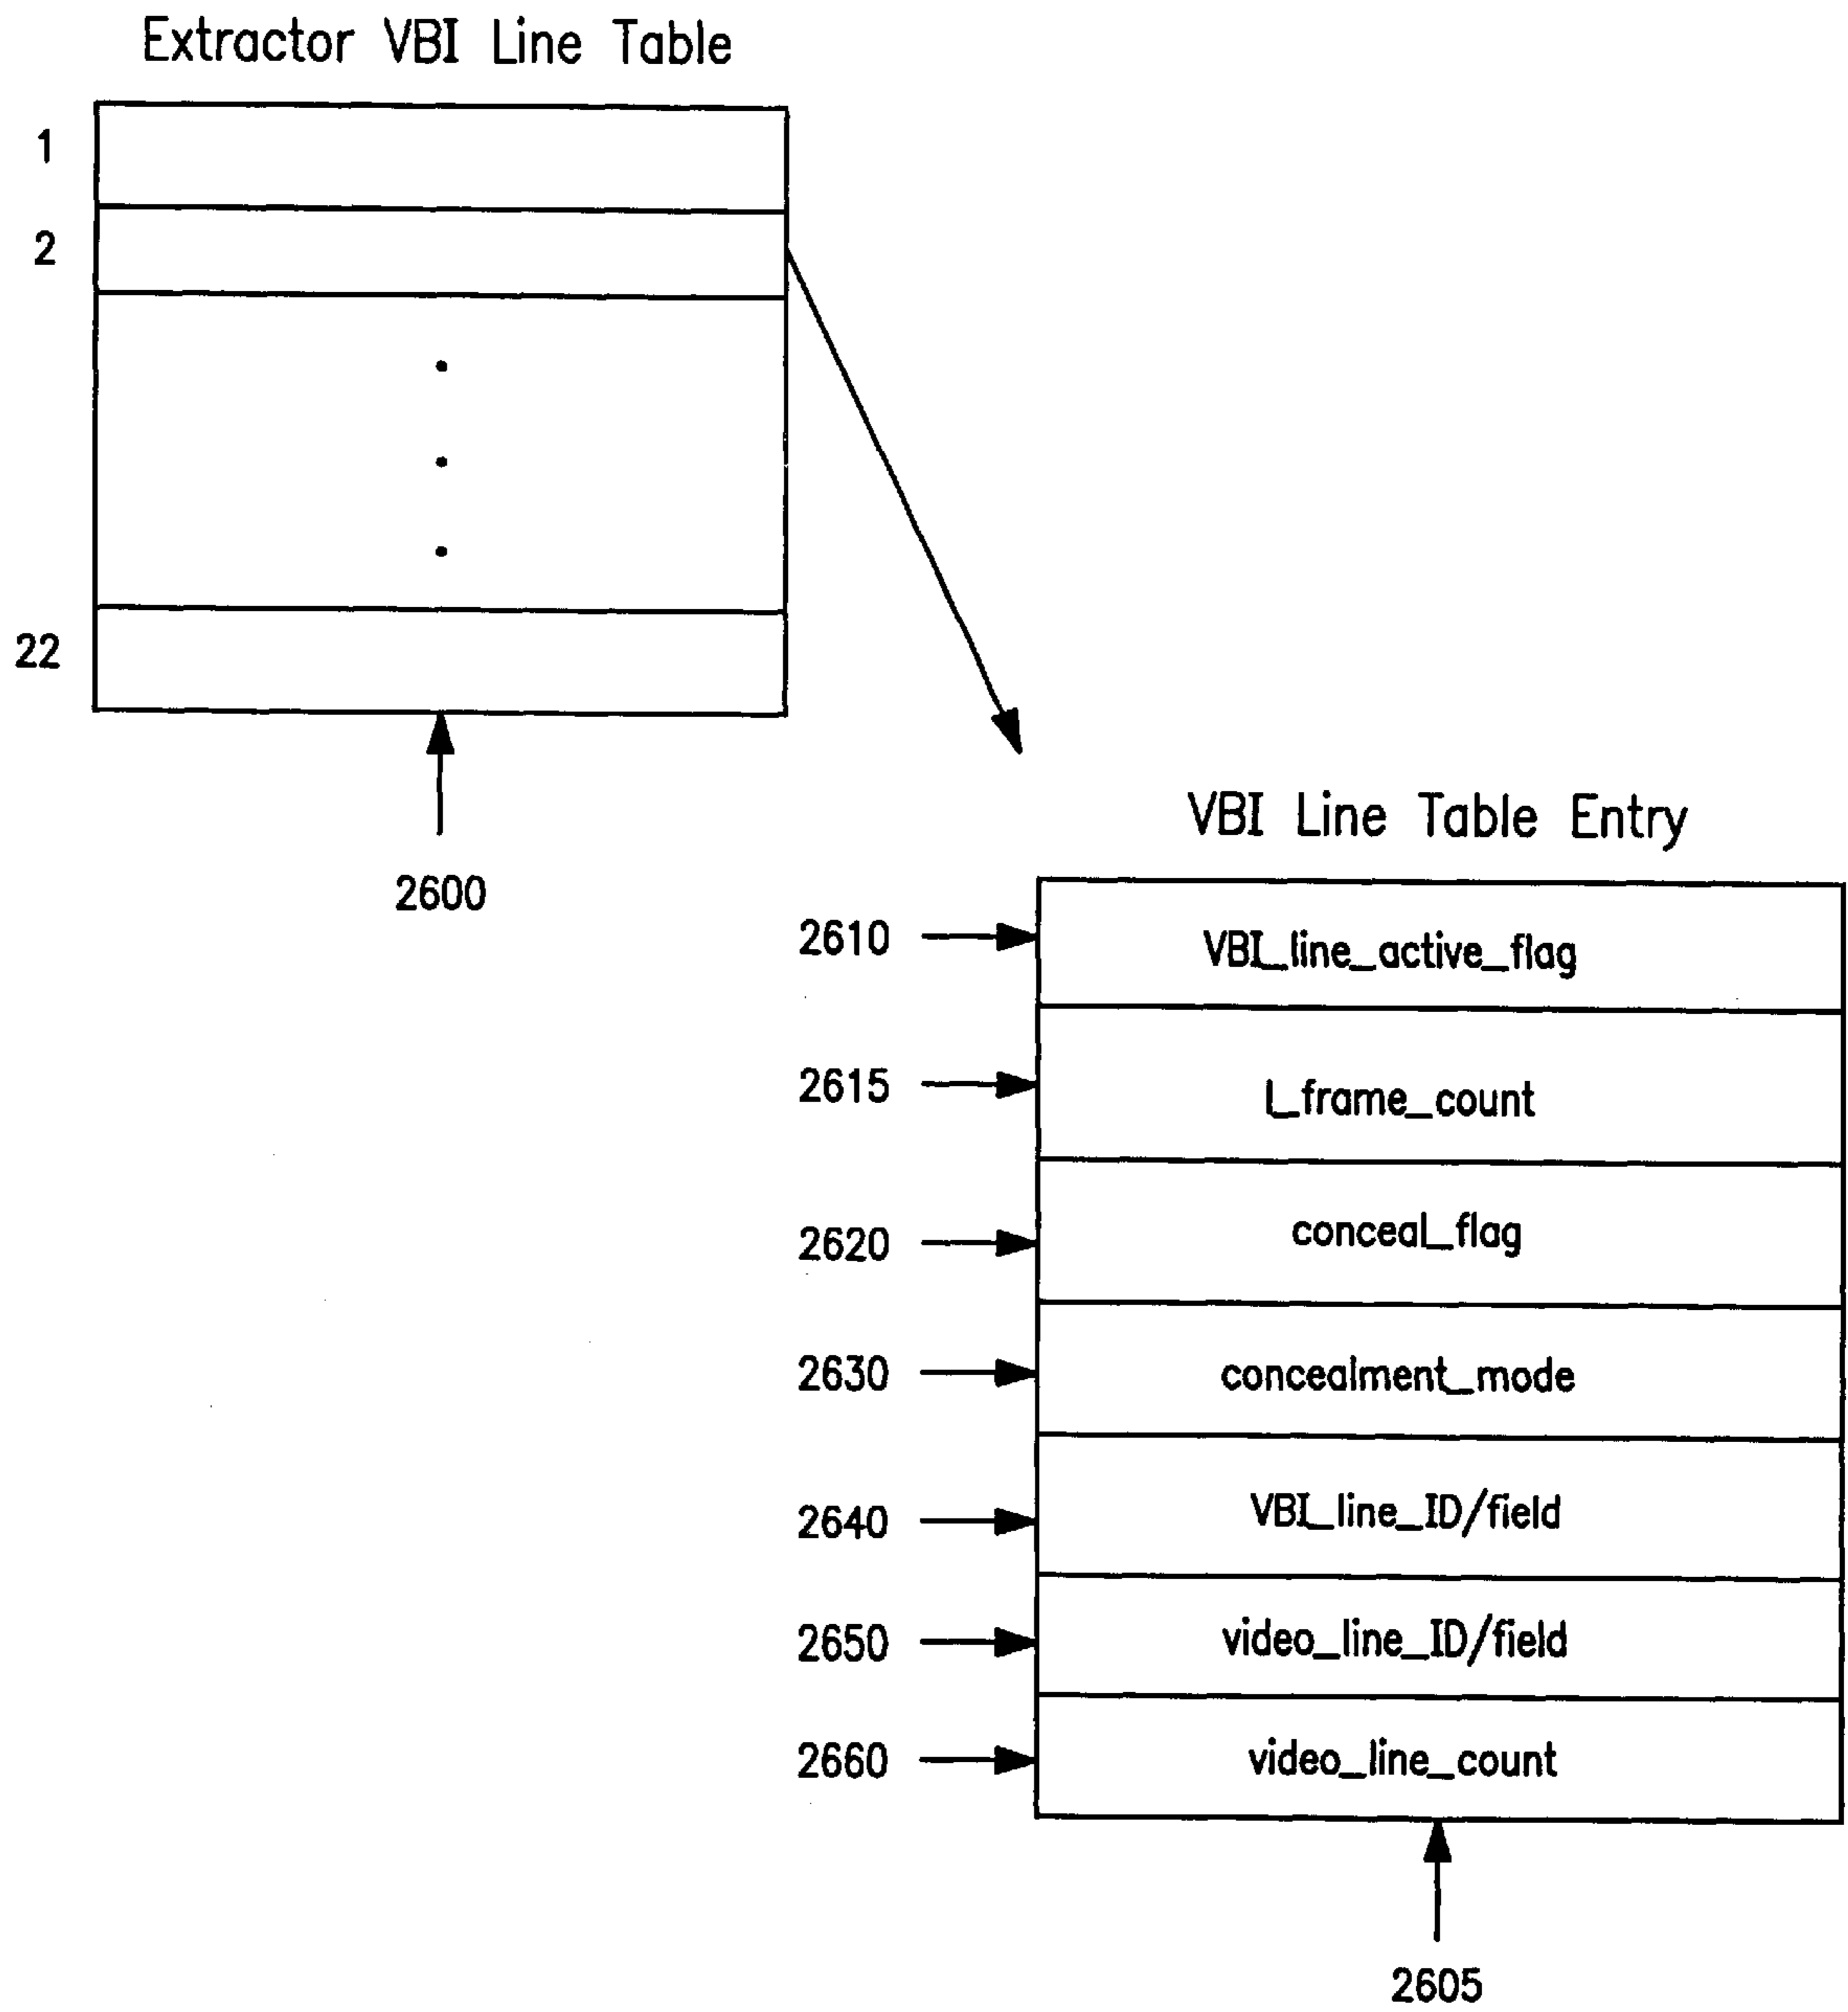 Extractor VBI Line Table
1
2
22
2600
VBI Line Table Entry
2610 VBI_line_active_flag
2615 I_frame_count
2620 conceal_flag
2630 concealment_mode
2640 VBI_line_ID/field
2650 video_line_ID/field
2660 video_line_count
2605